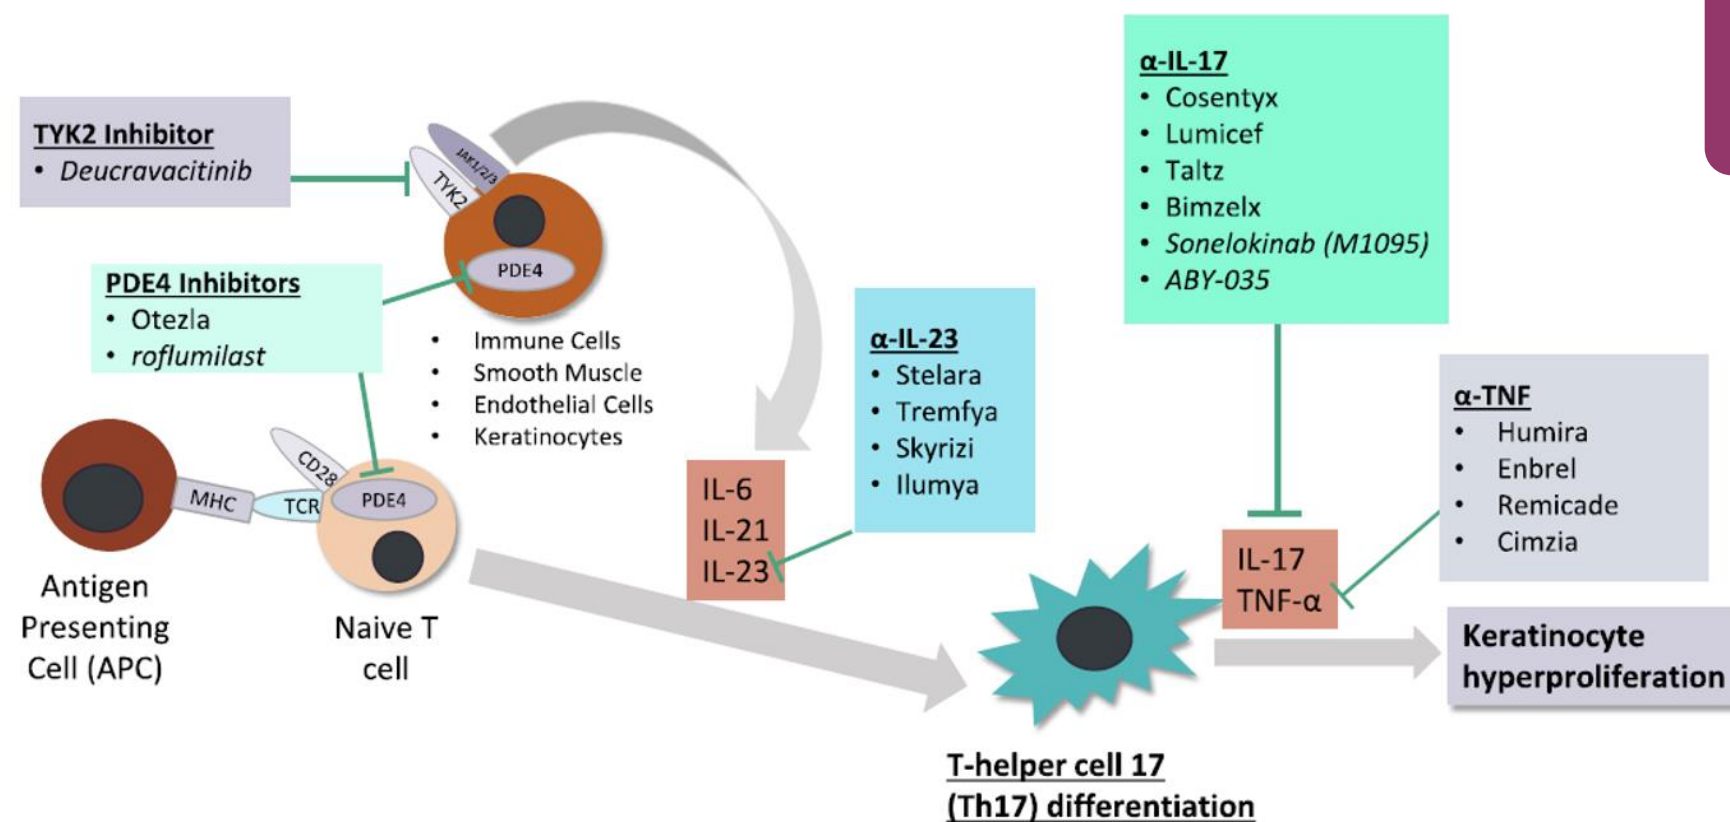 TYK2 Inhibitor
• Deucravacitinib
JAK1/2/3
TYK2
PDE4
PDE4 Inhibitors
• Otezla
• roflumilast
• Immune Cells
• Smooth Muscle
• Endothelial Cells
• Keratinocytes
MHC
TCR
CD28
PDE4
Antigen
Presenting
Cell (APC)
Naive T
cell
IL-6
IL-21
IL-23
α-IL-23
• Stelara
• Tremfya
• Skyrizi
• Ilumya
α-IL-17
• Cosentyx
• Lumicef
• Taltz
• Bimzelx
• Sonelokinab (M1095)
• ABY-035
α-TNF
• Humira
• Enbrel
• Remicade
• Cimzia
IL-17
TNF-α
Keratinocyte
hyperproliferation
T-helper cell 17
(Th17) differentiation